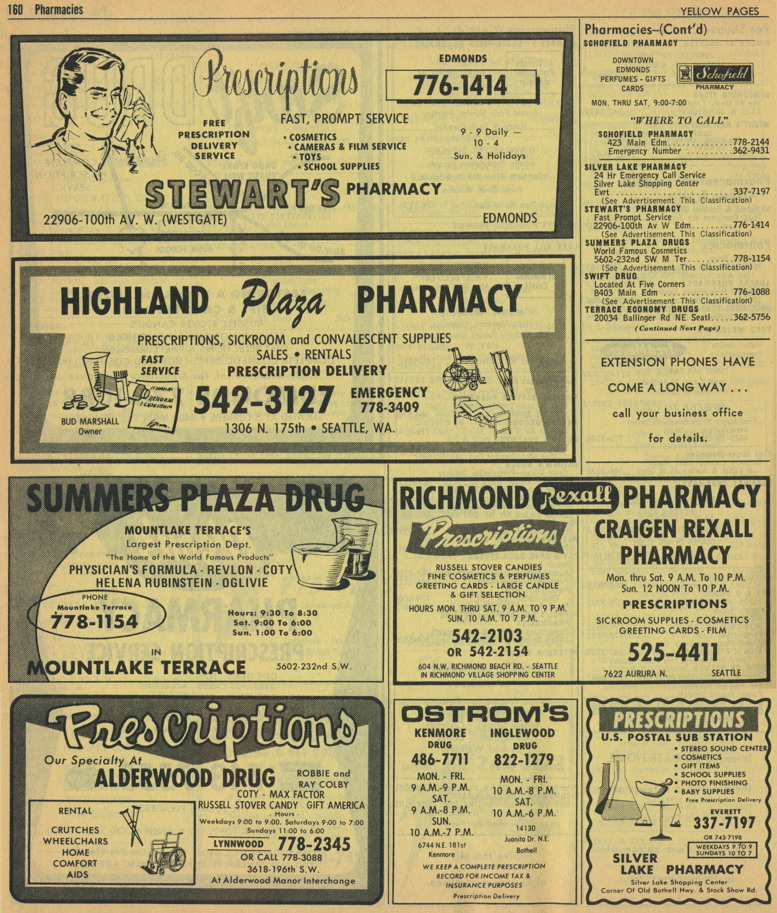 160 Pharmacies
YELLOW PAGES
Prescriptions
EDMONDS
776-1414
FREE
PRESCRIPTION
DELIVERY
SERVICE
FAST, PROMPT SERVICE
• COSMETICS
• CAMERAS & FILM SERVICE
• TOYS
• SCHOOL SUPPLIES
9 - 9 Daily —
10 - 4
Sun. & Holidays
STEWART'S PHARMACY
22906-100th AV. W. (WESTGATE)
EDMONDS
HIGHLAND Plaza PHARMACY
PRESCRIPTIONS, SICKROOM and CONVALESCENT SUPPLIES
SALES • RENTALS
PRESCRIPTION DELIVERY
FAST
SERVICE
542-3127
EMERGENCY
778-3409
BUD MARSHALL
Owner
1306 N. 175th • SEATTLE, WA.
Pharmacies—(Cont'd)
SCHOFIELD PHARMACY
DOWNTOWN
EDMONDS
PERFUMES - GIFTS
CARDS
Schofield
PHARMACY
MON. THRU SAT. 9:00-7:00
"WHERE TO CALL"
SCHOFIELD PHARMACY
423 Main Edm..............778-2144
Emergency Number ..........362-9431
SILVER LAKE PHARMACY
24 Hr Emergency Call Service
Silver Lake Shopping Center
Evrt ......................337-7197
(See Advertisement This Classification)
STEWART'S PHARMACY
Fast Prompt Service
22906-100th Av W Edm.....776-1414
(See Advertisement This Classification)
SUMMERS PLAZA DRUGS
World Famous Cosmetics
5602-232nd SW M Ter......778-1154
(See Advertisement This Classification)
SWIFT DRUG
Located At Five Corners
8403 Main Edm ............776-1088
(See Advertisement This Classification)
TERRACE ECONOMY DRUGS
20034 Ballinger Rd NE Seatl.....362-5756
(Continued Next Page)
EXTENSION PHONES HAVE
COME A LONG WAY . . .
call your business office
for details.
SUMMERS PLAZA DRUG
MOUNTLAKE TERRACE'S
Largest Prescription Dept.
"The Home of the World Famous Products"
PHYSICIAN'S FORMULA - REVLON - COTY
HELENA RUBINSTEIN - OGLIVIE
PHONE
Mountlake Terrace
778-1154
Hours: 9:30 To 8:30
Sat. 9:00 To 6:00
Sun. 1:00 To 6:00
IN
MOUNTLAKE TERRACE
5602-232nd S.W.
RICHMOND Rexall PHARMACY
Prescriptions
RUSSELL STOVER CANDIES
FINE COSMETICS & PERFUMES
GREETING CARDS - LARGE CANDLE
& GIFT SELECTION
HOURS MON. THRU SAT. 9 A.M. TO 9 P.M.
SUN. 10 A.M. TO 7 P.M.
542-2103
OR 542-2154
604 N.W. RICHMOND BEACH RD. - SEATTLE
IN RICHMOND VILLAGE SHOPPING CENTER
CRAIGEN REXALL
PHARMACY
Mon. thru Sat. 9 A.M. To 10 P.M.
Sun. 12 NOON To 10 P.M.
PRESCRIPTIONS
SICKROOM SUPPLIES - COSMETICS
GREETING CARDS - FILM
525-4411
7622 AURURA N.
SEATTLE
Prescriptions
Our Specialty At
ALDERWOOD DRUG
ROBBIE and
RAY COLBY
COTY - MAX FACTOR
RUSSELL STOVER CANDY GIFT AMERICA
Hours
Weekdays 9:00 to 9:00, Saturdays 9:00 to 7:00
Sundays 11:00 to 6:00
RENTAL
CRUTCHES
WHEELCHAIRS
HOME
COMFORT
AIDS
LYNNWOOD 778-2345
OR CALL 778-3088
3618-196th S.W.
At Alderwood Manor Interchange
OSTROM'S
KENMORE
DRUG
486-7711
MON. - FRI.
9 A.M.-9 P.M.
SAT.
9 A.M.-8 P.M.
SUN.
10 A.M.-7 P.M.
6744 N.E. 181st
Kenmore
INGLEWOOD
DRUG
822-1279
MON. - FRI.
10 A.M.-8 P.M.
SAT.
10 A.M.-6 P.M.
14130
Juanita Dr. N.E.
Bothell
WE KEEP A COMPLETE PRESCRIPTION
RECORD FOR INCOME TAX &
INSURANCE PURPOSES
Prescription Delivery
PRESCRIPTIONS
U.S. POSTAL SUB STATION
• STEREO SOUND CENTER
• COSMETICS
• GIFT ITEMS
• SCHOOL SUPPLIES
• PHOTO FINISHING
• BABY SUPPLIES
Free Prescription Delivery
EVERETT
337-7197
OR 743-7198
WEEKDAYS 9 TO 9
SUNDAYS 10 TO 7
SILVER
LAKE PHARMACY
Silver Lake Shopping Center
Corner Of Old Bothell Hwy. & Stock Show Rd.